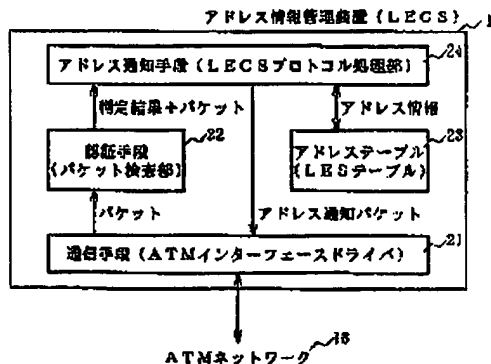 アドレス情報管理装置(LECS)
1
24
アドレス通知手段(LECSプロトコル処理部)
判定結果+パケット
アドレス情報
22
認証手段
(パケット検査部)
23
アドレステーブル
(LESテーブル)
パケット
アドレス通知パケット
21
通信手段(ATMインターフェースドライバ)
ATMネットワーク